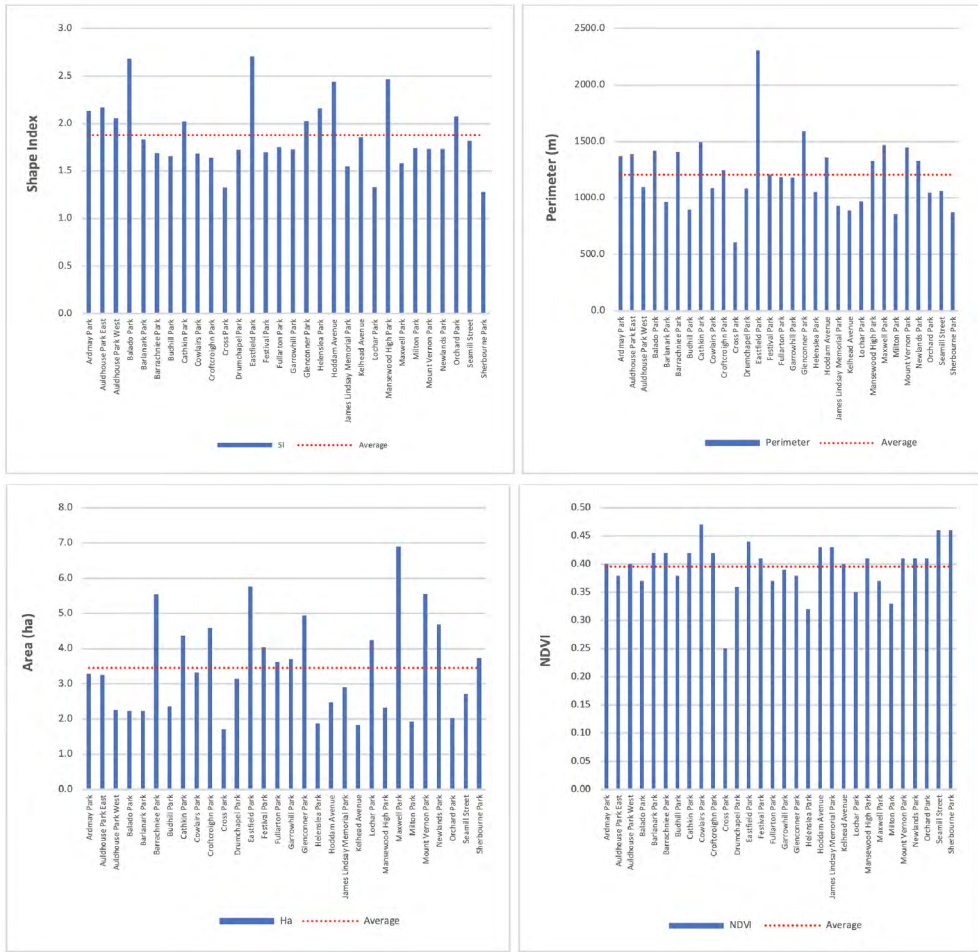 3.0
2.5
2.0
1.5
1.0
0.5
0.0
Shape Index
Ardmay Park
Auldhouse Park East
Auldhouse Park West
Balado Park
Barlanark Park
Barrachniee Park
Budhill Park
Cathkin Park
Cowlairs Park
Croftcroighn Park
Cross Park
Drumchapel Park
Eastfield Park
Festival Park
Fullarton Park
Garrowhill Park
Glenconner Park
Helenslea Park
Hoddam Avenue
James Lindsay Memorial Park
Kelhead Avenue
Lochar Park
Mansewood High Park
Maxwell Park
Milton Park
Mount Vernon Park
Newlands Park
Orchard Park
Seamill Street
Sherbourne Park
SI
Average
2500.0
2000.0
1500.0
1000.0
500.0
0.0
Perimeter (m)
Ardmay Park
Auldhouse Park East
Auldhouse Park West
Balado Park
Barlanark Park
Barrachniee Park
Budhill Park
Cathkin Park
Cowlairs Park
Croftcroighn Park
Cross Park
Drumchapel Park
Eastfield Park
Festival Park
Fullarton Park
Garrowhill Park
Glenconner Park
Helenslea Park
Hoddam Avenue
James Lindsay Memorial Park
Kelhead Avenue
Lochar Park
Mansewood High Park
Maxwell Park
Milton Park
Mount Vernon Park
Newlands Park
Orchard Park
Seamill Street
Sherbourne Park
Perimeter
Average
8.0
7.0
6.0
5.0
4.0
3.0
2.0
1.0
0.0
Area (ha)
Ardmay Park
Auldhouse Park East
Auldhouse Park West
Balado Park
Barlanark Park
Barrachniee Park
Budhill Park
Cathkin Park
Cowlairs Park
Croftcroighn Park
Cross Park
Drumchapel Park
Eastfield Park
Festival Park
Fullarton Park
Garrowhill Park
Glenconner Park
Helenslea Park
Hoddam Avenue
James Lindsay Memorial Park
Kelhead Avenue
Lochar Park
Mansewood High Park
Maxwell Park
Milton Park
Mount Vernon Park
Newlands Park
Orchard Park
Seamill Street
Sherbourne Park
Ha
Average
0.50
0.45
0.40
0.35
0.30
0.25
0.20
0.15
0.10
0.05
0.00
NDVI
Ardmay Park
Auldhouse Park East
Auldhouse Park West
Balado Park
Barlanark Park
Barrachniee Park
Budhill Park
Cathkin Park
Cowlairs Park
Croftcroighn Park
Cross Park
Drumchapel Park
Eastfield Park
Festival Park
Fullarton Park
Garrowhill Park
Glenconner Park
Helenslea Park
Hoddam Avenue
James Lindsay Memorial Park
Kelhead Avenue
Lochar Park
Mansewood High Park
Maxwell Park
Milton Park
Mount Vernon Park
Newlands Park
Orchard Park
Seamill Street
Sherbourne Park
NDVI
Average